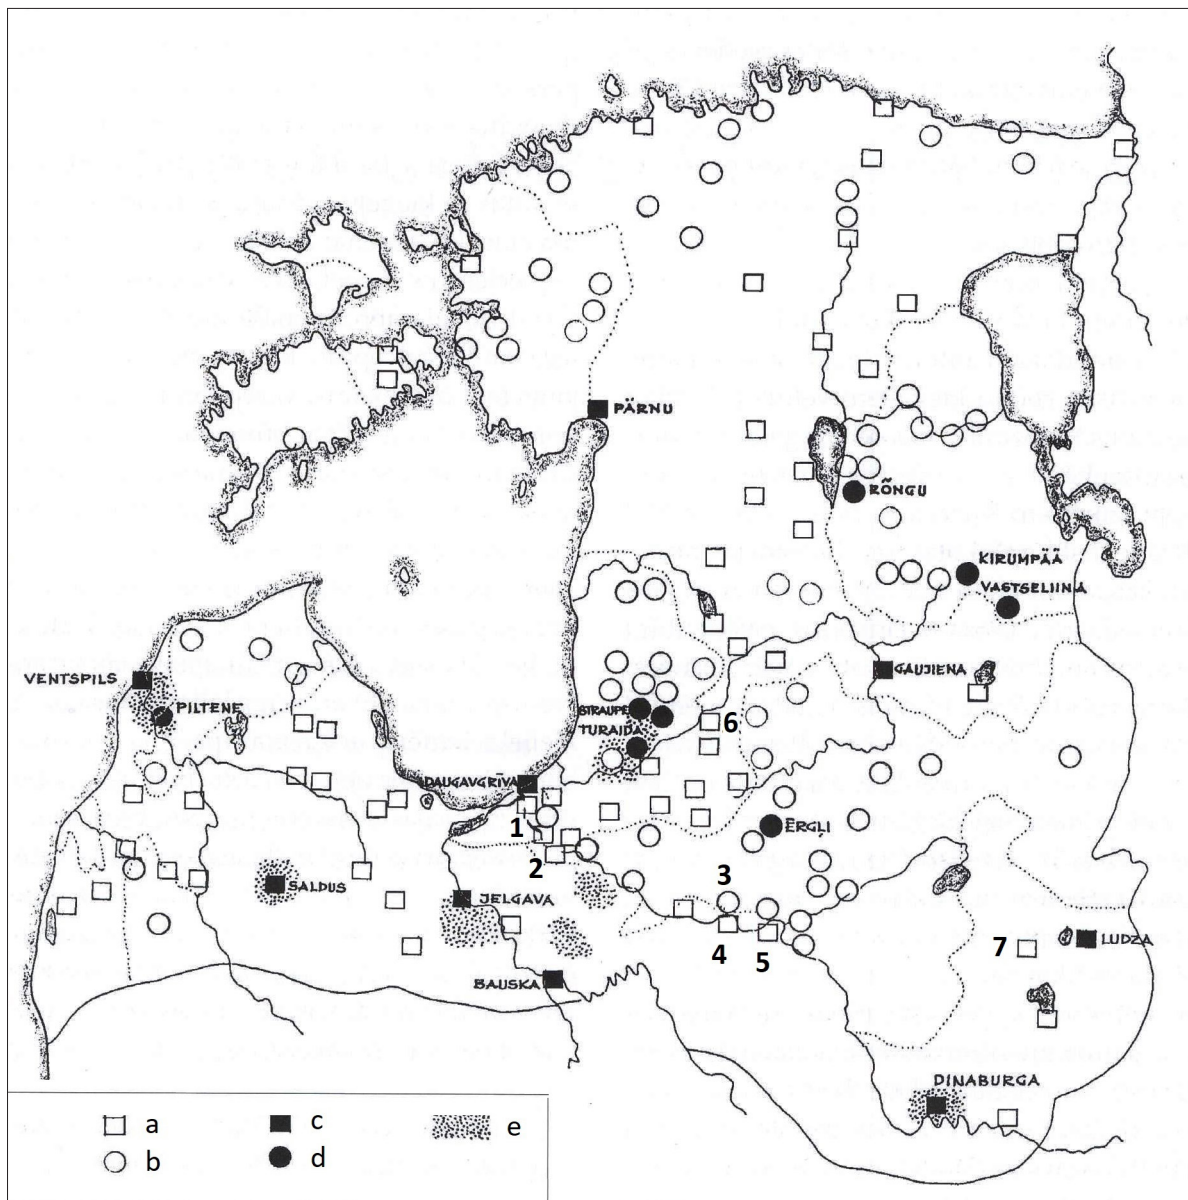 PÄRNU
RÕNGU
KIRUMPÄÄ
VASTSELIINA
GAUJIENA
VENTSPILS
PILTENE
STRAUPE
TURAIDA
6
DAUGAVGRĪVA
1
ĒRGLI
2
SALDUS
3
JELGAVA
4
5
7
LUDZA
BAUSKA
DINABURGA
a
c
e
b
d